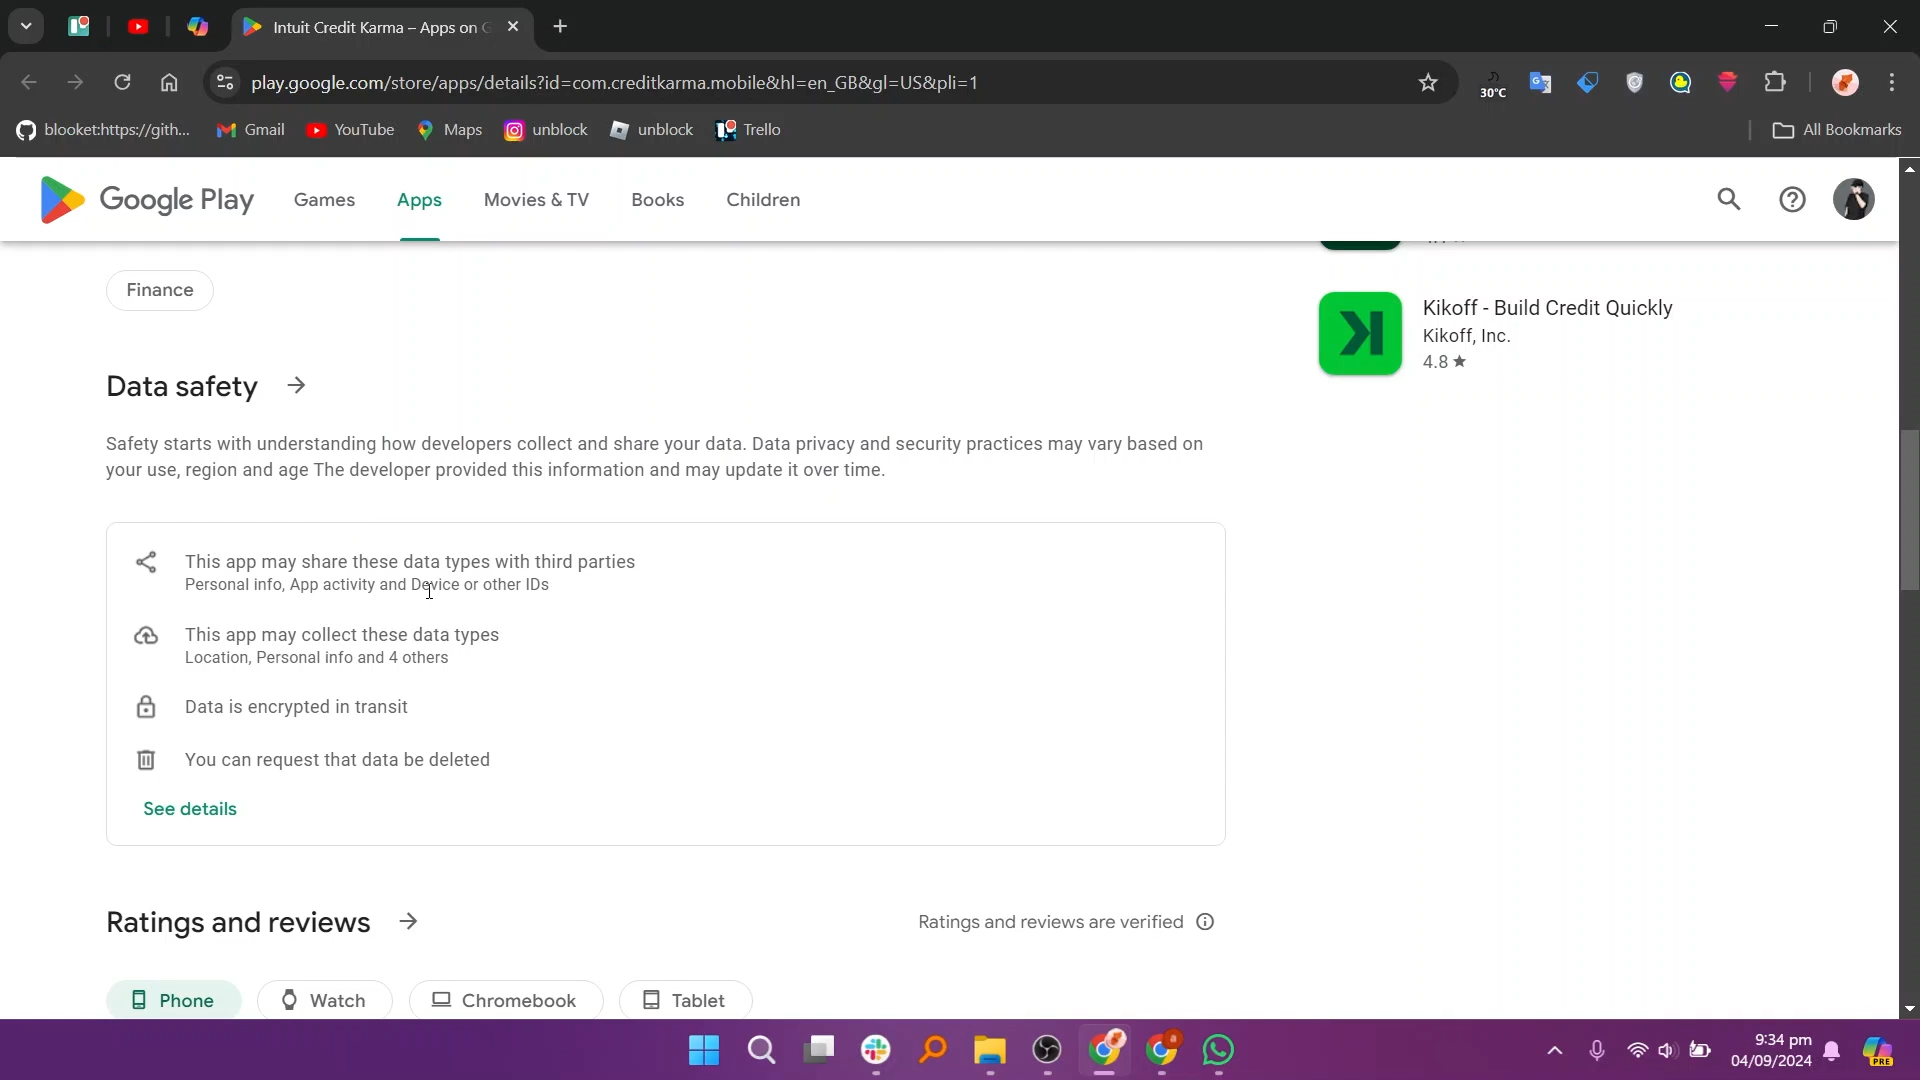 Intuit Credit Karma – Apps on G
play.google.com/store/apps/details?id=com.creditkarma.mobile&hl=en_GB&gl=US&pli=1
30°C
blooket:https://gith...
Gmail
YouTube
Maps
unblock
unblock
Trello
All Bookmarks
Google Play
Games
Apps
Movies & TV
Books
Children
Finance
Kikoff - Build Credit Quickly
Kikoff, Inc.
4.8 ★
Data safety
Safety starts with understanding how developers collect and share your data. Data privacy and security practices may vary based on
your use, region and age The developer provided this information and may update it over time.
This app may share these data types with third parties
Personal info, App activity and Device or other IDs
This app may collect these data types
Location, Personal info and 4 others
Data is encrypted in transit
You can request that data be deleted
See details
Ratings and reviews
Ratings and reviews are verified
Phone
Watch
Chromebook
Tablet
9:34 pm
04/09/2024
PRE